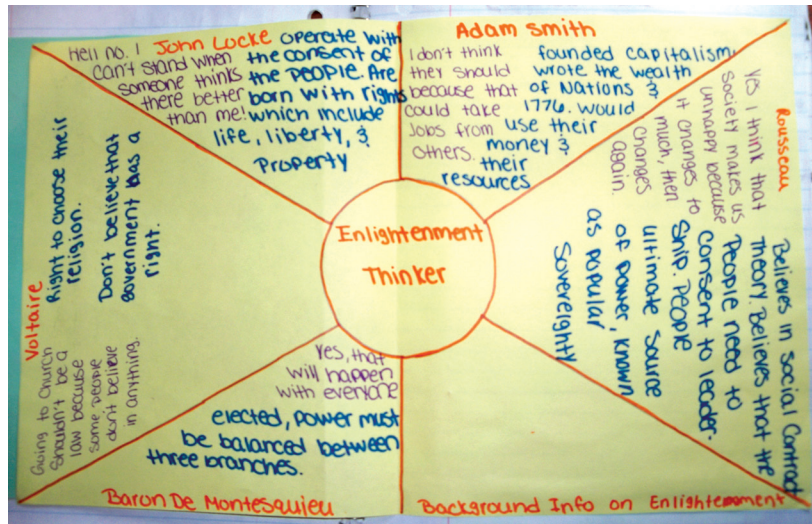 Enlightenment
Thinker
John Locke
Hell no. I
can't stand when
someone thinks
there better
than me!
operate with
the consent of
the people. Are
born with rights
which include
life, liberty, &
Property
Adam Smith
I don't think
they should
because that
could take
Jobs from
others.
founded capitalism,
wrote the wealth
of Nations &
1776. would
use their
money &
their
resources
Rousseau
Yes I think that
society makes us
unhappy because
it changes to
much, then
changes
again.
Believes in social contract
theory. Believes that the
People need to
consent to leader-
ship. People
ultimate source
of power, known
as popular
Sovereignty
Background Info on Enlightenment
Baron De Montesquieu
Yes, that
will happen
with everyone
elected, power must
be balanced between
three branches.
Voltaire
Right to choose their
religion.
Don't believe that
government has a
right.
Going to church
shouldn't be a
law because
some people
don't believe
in anything.